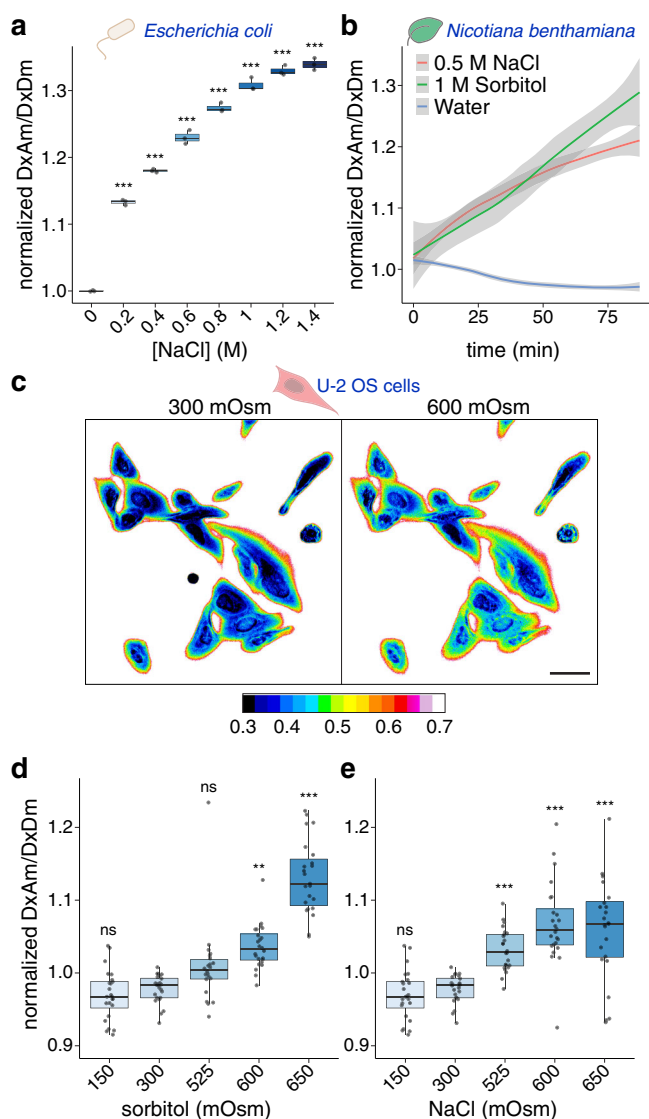 a
Escherichia coli
normalized DxAm/DxDm
1.3
1.2
1.1
1.0
***
***
***
***
***
***
***
0
0.2
0.4
0.6
0.8
1
1.2
1.4
[NaCl] (M)
b
Nicotiana benthamiana
0.5 M NaCl
1 M Sorbitol
Water
normalized DxAm/DxDm
1.3
1.2
1.1
1.0
0
25
50
75
time (min)
c
U-2 OS cells
300 mOsm
600 mOsm
0.3
0.4
0.5
0.6
0.7
d
normalized DxAm/DxDm
1.2
1.1
1.0
0.9
ns
ns
**
***
150
300
525
600
650
sorbitol (mOsm)
e
1.2
1.1
1.0
0.9
ns
***
***
***
150
300
525
600
650
NaCl (mOsm)